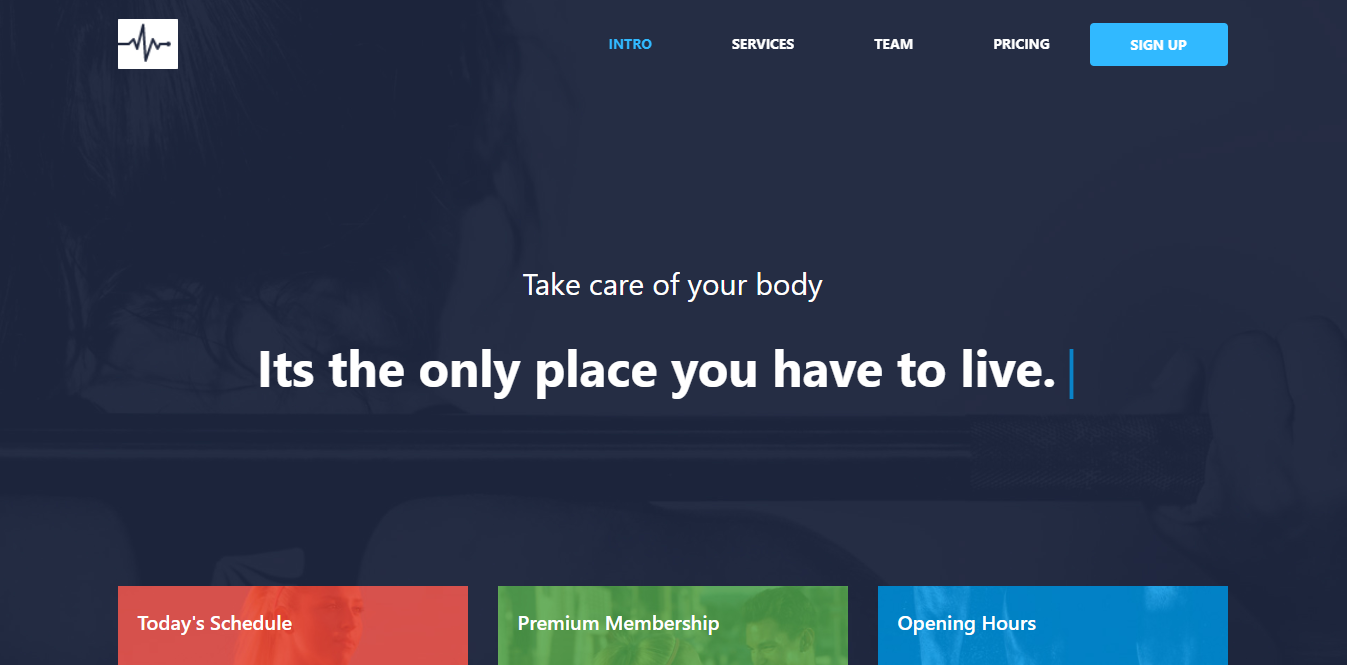 INTRO SERVICES TEAM PRICING SIGN UP
Take care of your body
Its the only place you have to live.
Today's Schedule
Premium Membership
Opening Hours